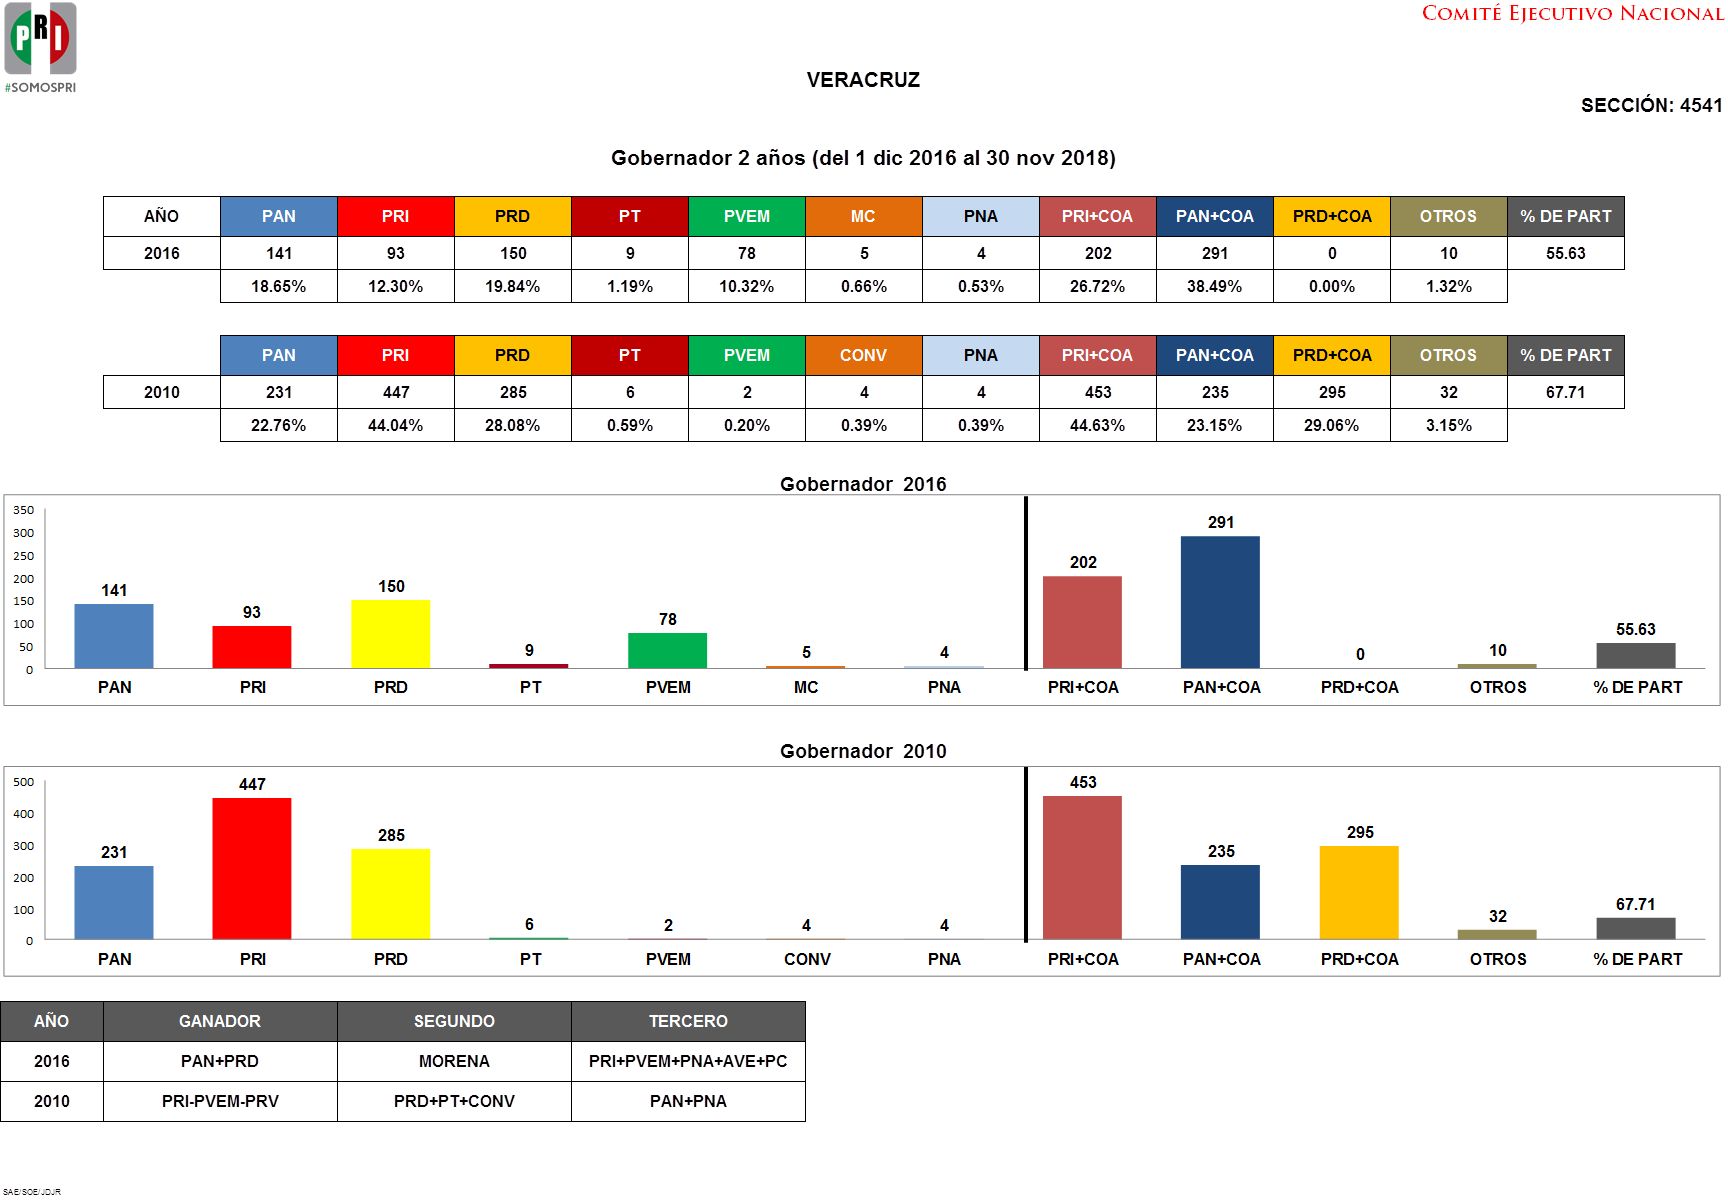 PRI
#SOMOSPRI
COMITÉ EJECUTIVO NACIONAL
VERACRUZ
SECCIÓN: 4541
Gobernador 2 años (del 1 dic 2016 al 30 nov 2018)
AÑO PAN PRI PRD PT PVEM MC PNA PRI+COA PAN+COA PRD+COA OTROS % DE PART
2016 141 93 150 9 78 5 4 202 291 0 10 55.63
18.65% 12.30% 19.84% 1.19% 10.32% 0.66% 0.53% 26.72% 38.49% 0.00% 1.32%
PAN PRI PRD PT PVEM CONV PNA PRI+COA PAN+COA PRD+COA OTROS % DE PART
2010 231 447 285 6 2 4 4 453 235 295 32 67.71
22.76% 44.04% 28.08% 0.59% 0.20% 0.39% 0.39% 44.63% 23.15% 29.06% 3.15%
Gobernador 2016
350
300
250
200
150
100
50
0
141 93 150 9 78 5 4 202 291 0 10 55.63
PAN PRI PRD PT PVEM MC PNA PRI+COA PAN+COA PRD+COA OTROS % DE PART
Gobernador 2010
500
400
300
200
100
0
231 447 285 6 2 4 4 453 235 295 32 67.71
PAN PRI PRD PT PVEM CONV PNA PRI+COA PAN+COA PRD+COA OTROS % DE PART
AÑO GANADOR SEGUNDO TERCERO
2016 PAN+PRD MORENA PRI+PVEM+PNA+AVE+PC
2010 PRI-PVEM-PRV PRD+PT+CONV PAN+PNA
SAE/SOE/JDJR